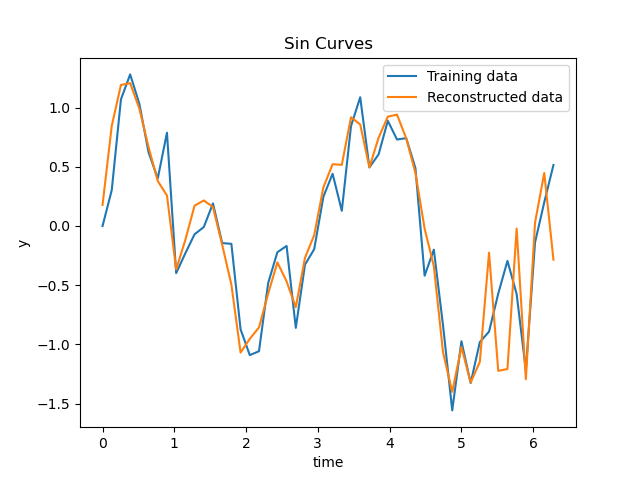 Sin Curves
Training data
Reconstructed data
1.0
0.5
0.0
−0.5
−1.0
−1.5
y
0 1 2 3 4 5 6
time